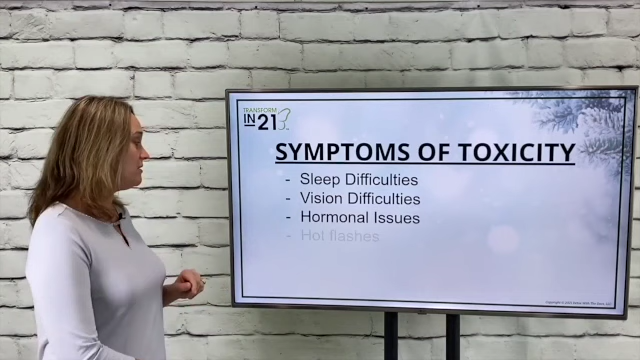 TRANSFORM
IN 21
SYMPTOMS OF TOXICITY
- Sleep Difficulties
- Vision Difficulties
- Hormonal Issues
- Hot flashes